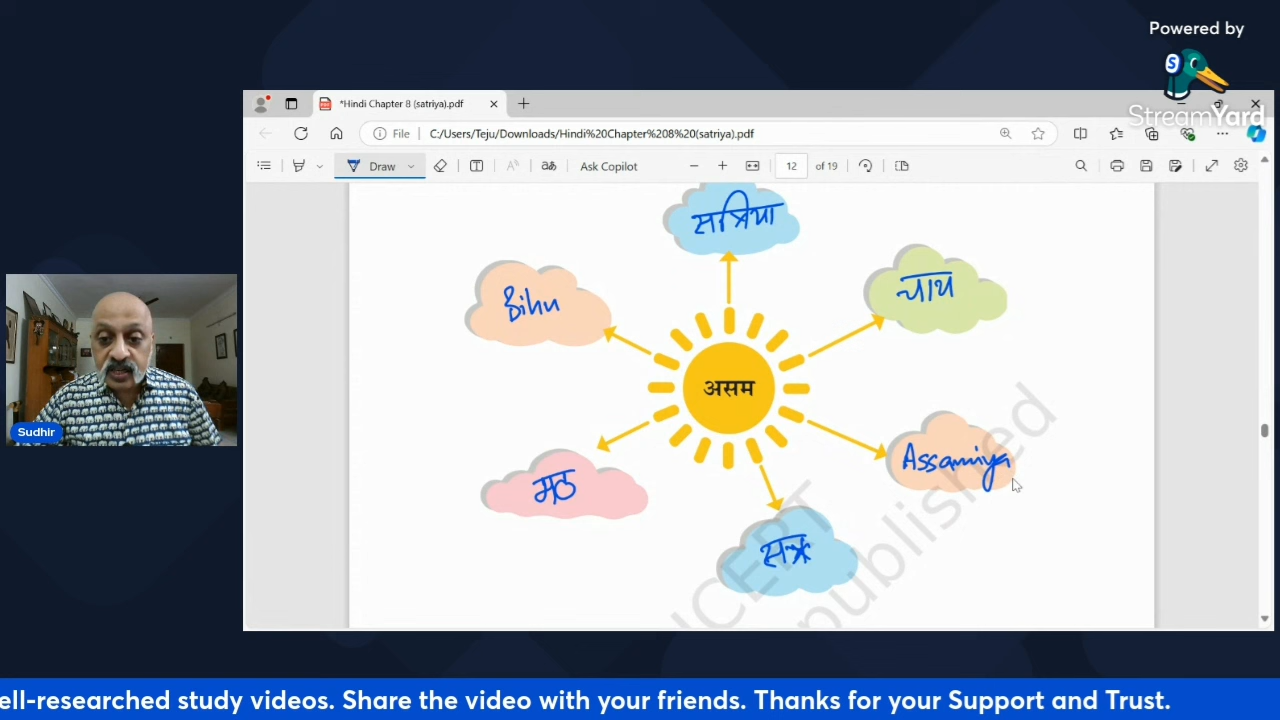 Powered by
StreamYard
*Hindi Chapter 8 (satriya).pdf
File
C:/Users/Teju/Downloads/Hindi%20Chapter%208%20(satriya).pdf
Draw
Ask Copilot
12 of 19
सत्रिया
Bihu
चाय
असम
Assamiya
मठ
NCERT
published
S
Sudhir
ell-researched study videos. Share the video with your friends. Thanks for your Support and Trust.